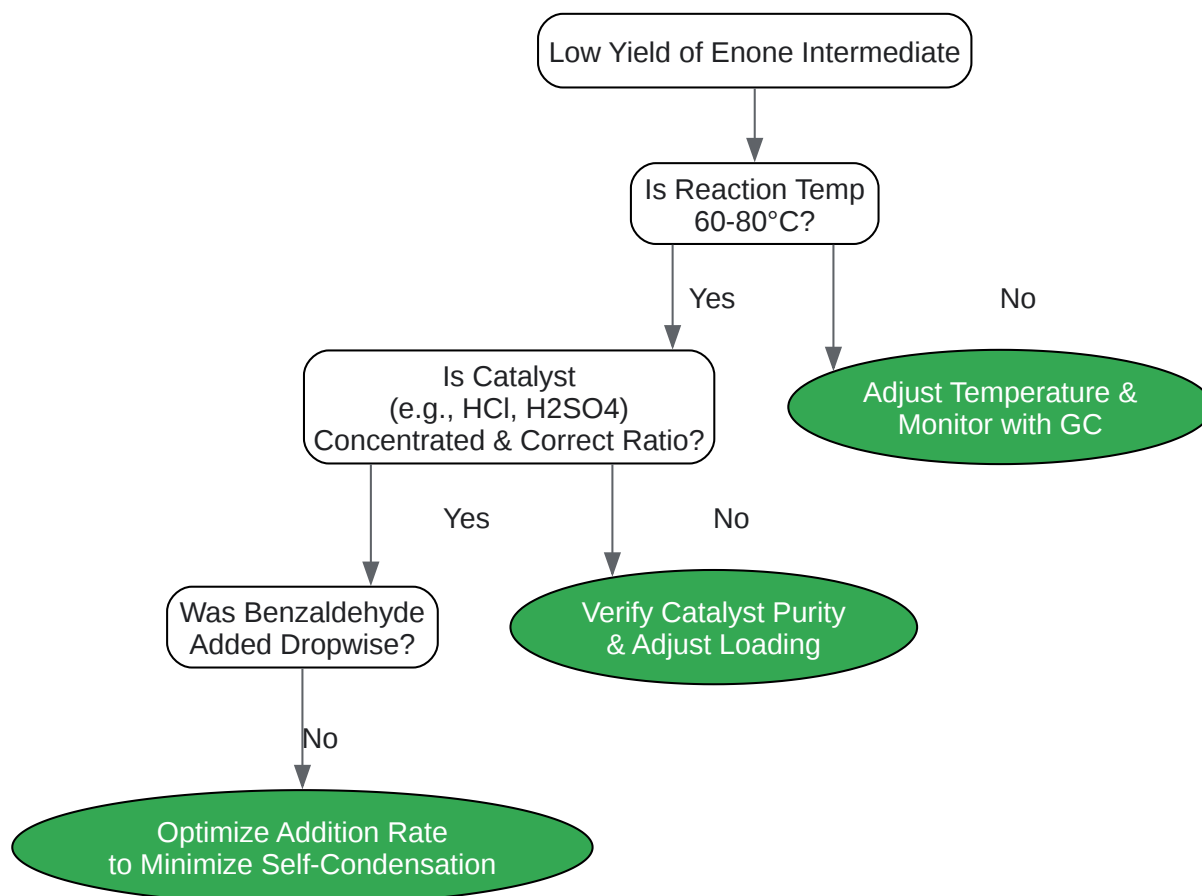 Low Yield of Enone Intermediate
Is Reaction Temp
60-80°C?
Yes
No
Is Catalyst
(e.g., HCl, H2SO4)
Concentrated & Correct Ratio?
Adjust Temperature &
Monitor with GC
Yes
No
Was Benzaldehyde
Added Dropwise?
Verify Catalyst Purity
& Adjust Loading
No
Optimize Addition Rate
to Minimize Self-Condensation